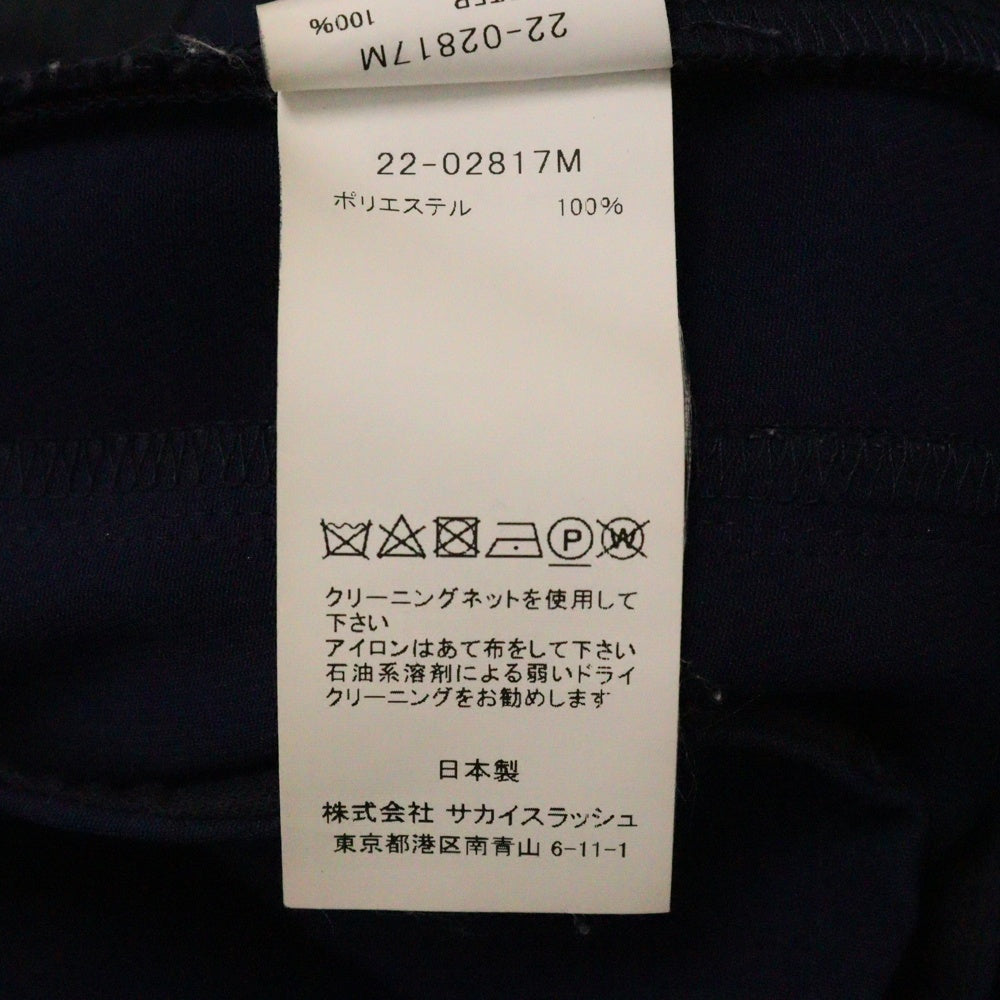 100%
22-02817M
22-02817M
ポリエステル 100%
P W
クリーニングネットを使用して
下さい
アイロンはあて布をして下さい
石油系溶剤による弱いドライ
クリーニングをお勧めします
日本製
株式会社 サカイスラッシュ
東京都港区南青山 6-11-1